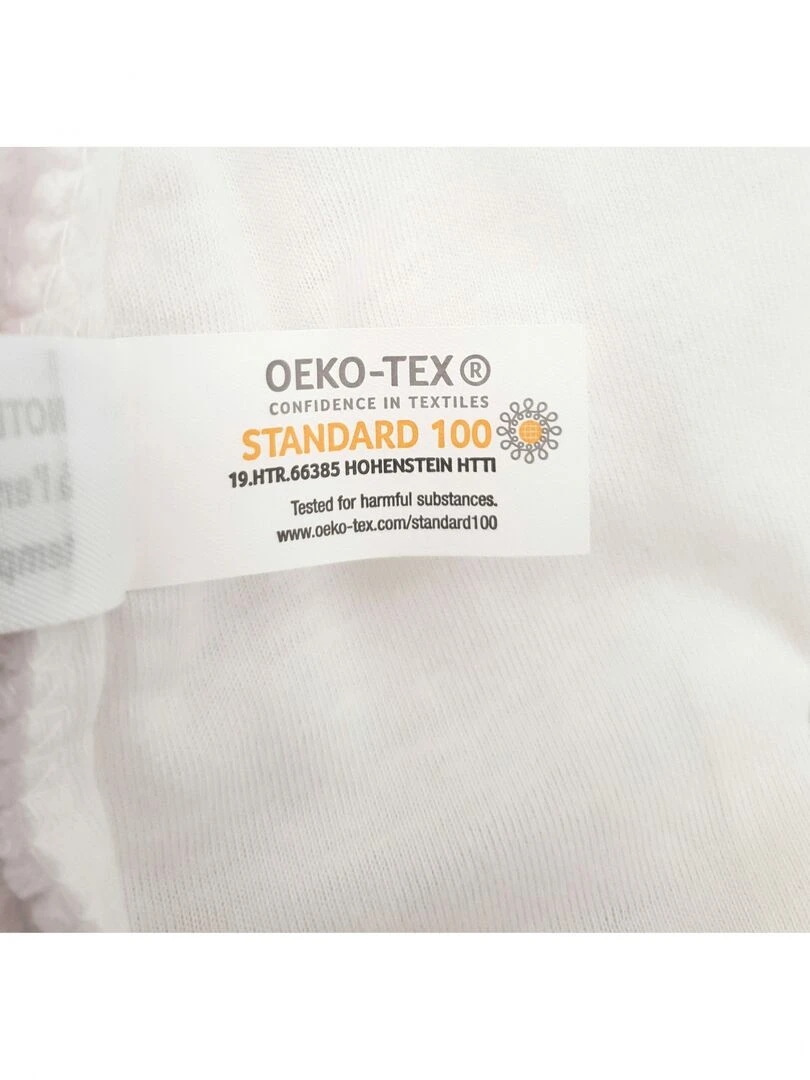 OEKO-TEX®
CONFIDENCE IN TEXTILES
STANDARD 100
19.HTR.66385 HOHENSTEIN HTTI
Tested for harmful substances.
www.oeko-tex.com/standard100